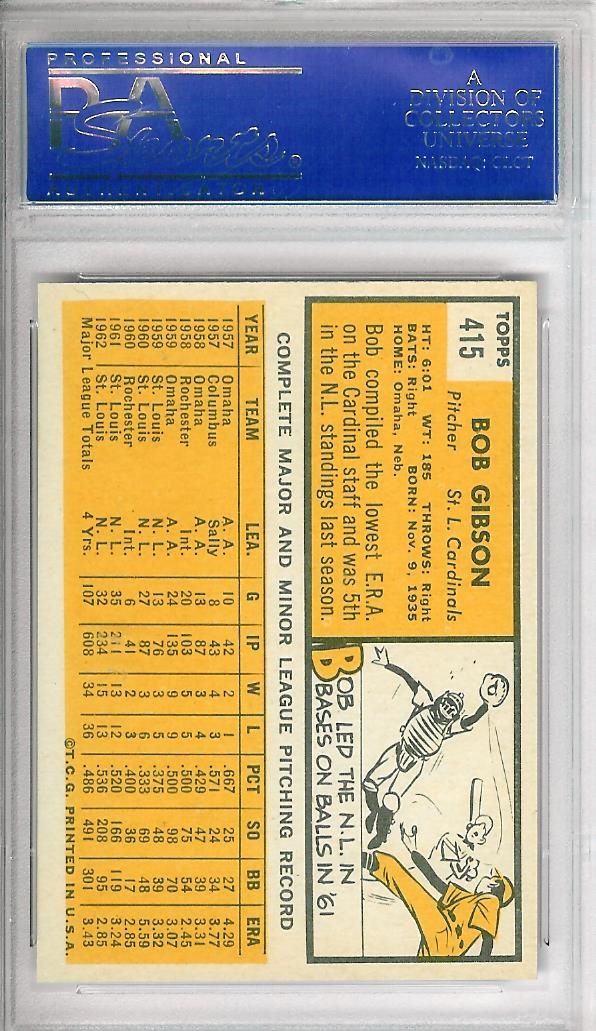 PROFESSIONAL
PSA
Sports
AUTHENTICATOR
A
DIVISION OF
COLLECTORS
UNIVERSE
NASDAQ: CLCT
TOPPS
415
BOB GIBSON
Pitcher St. L. Cardinals
HT: 6:01 WT: 185 THROWS: Right
BATS: Right BORN: Nov. 9, 1935
HOME: Omaha, Neb.
Bob compiled the lowest E.R.A.
on the Cardinal staff and was 5th
in the N.L. standings last season.
BOB LED THE N.L. IN
BASES ON BALLS IN '61
COMPLETE MAJOR AND MINOR LEAGUE PITCHING RECORD
YEAR TEAM LEA. G IP W L PCT SO BB ERA
1957 Omaha A. A. 10 42 2 1 .667 25 27 4.29
1957 Columbus Sally 8 43 4 3 .571 24 34 3.77
1958 Omaha A. A. 13 87 3 4 .429 47 39 3.31
1958 Rochester Int. 20 103 5 5 .500 75 54 2.45
1959 Omaha A. A. 24 135 9 9 .500 98 70 3.07
1959 St. Louis N. L. 13 76 3 5 .375 48 39 3.32
1960 St. Louis N. L. 27 87 3 6 .333 69 48 5.59
1960 Rochester Int. 6 41 2 3 .400 36 17 2.85
1961 St. Louis N. L. 35 211 13 12 .520 166 119 3.24
1962 St. Louis N. L. 32 234 15 13 .536 208 95 2.85
Major League Totals 4 Yrs. 107 608 34 36 .486 491 301 3.43
©T.C.G. PRINTED IN U.S.A.